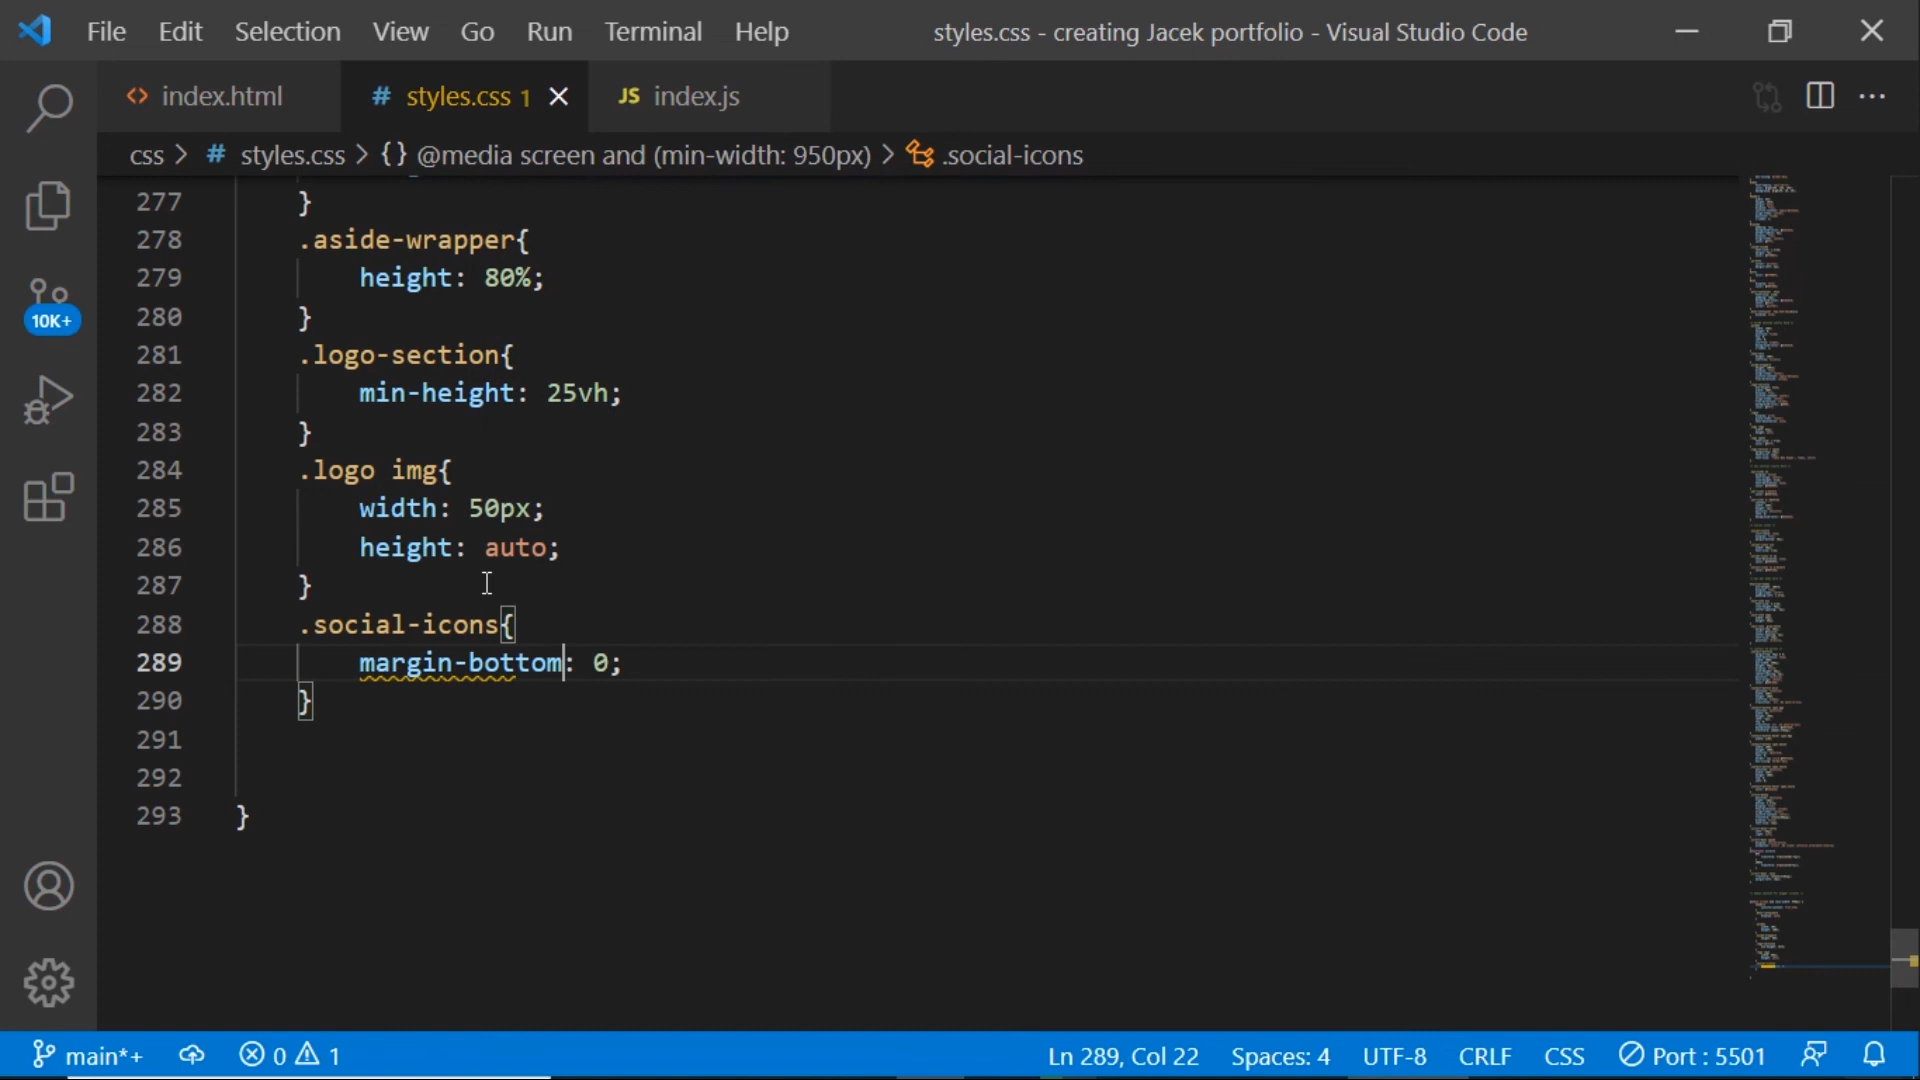 File Edit Selection View Go Run Terminal Help styles.css - creating Jacek portfolio - Visual Studio Code
index.html # styles.css 1 JS index.js
css > # styles.css > {} @media screen and (min-width: 950px) > .social-icons
277 }
278 .aside-wrapper{
279 height: 80%;
280 }
281 .logo-section{
282 min-height: 25vh;
283 }
284 .logo img{
285 width: 50px;
286 height: auto;
287 }
288 .social-icons{
289 margin-bottom: 0;
290 }
291
292
293 }
10K+
main*+ 0 1 Ln 289, Col 22 Spaces: 4 UTF-8 CRLF CSS Port : 5501